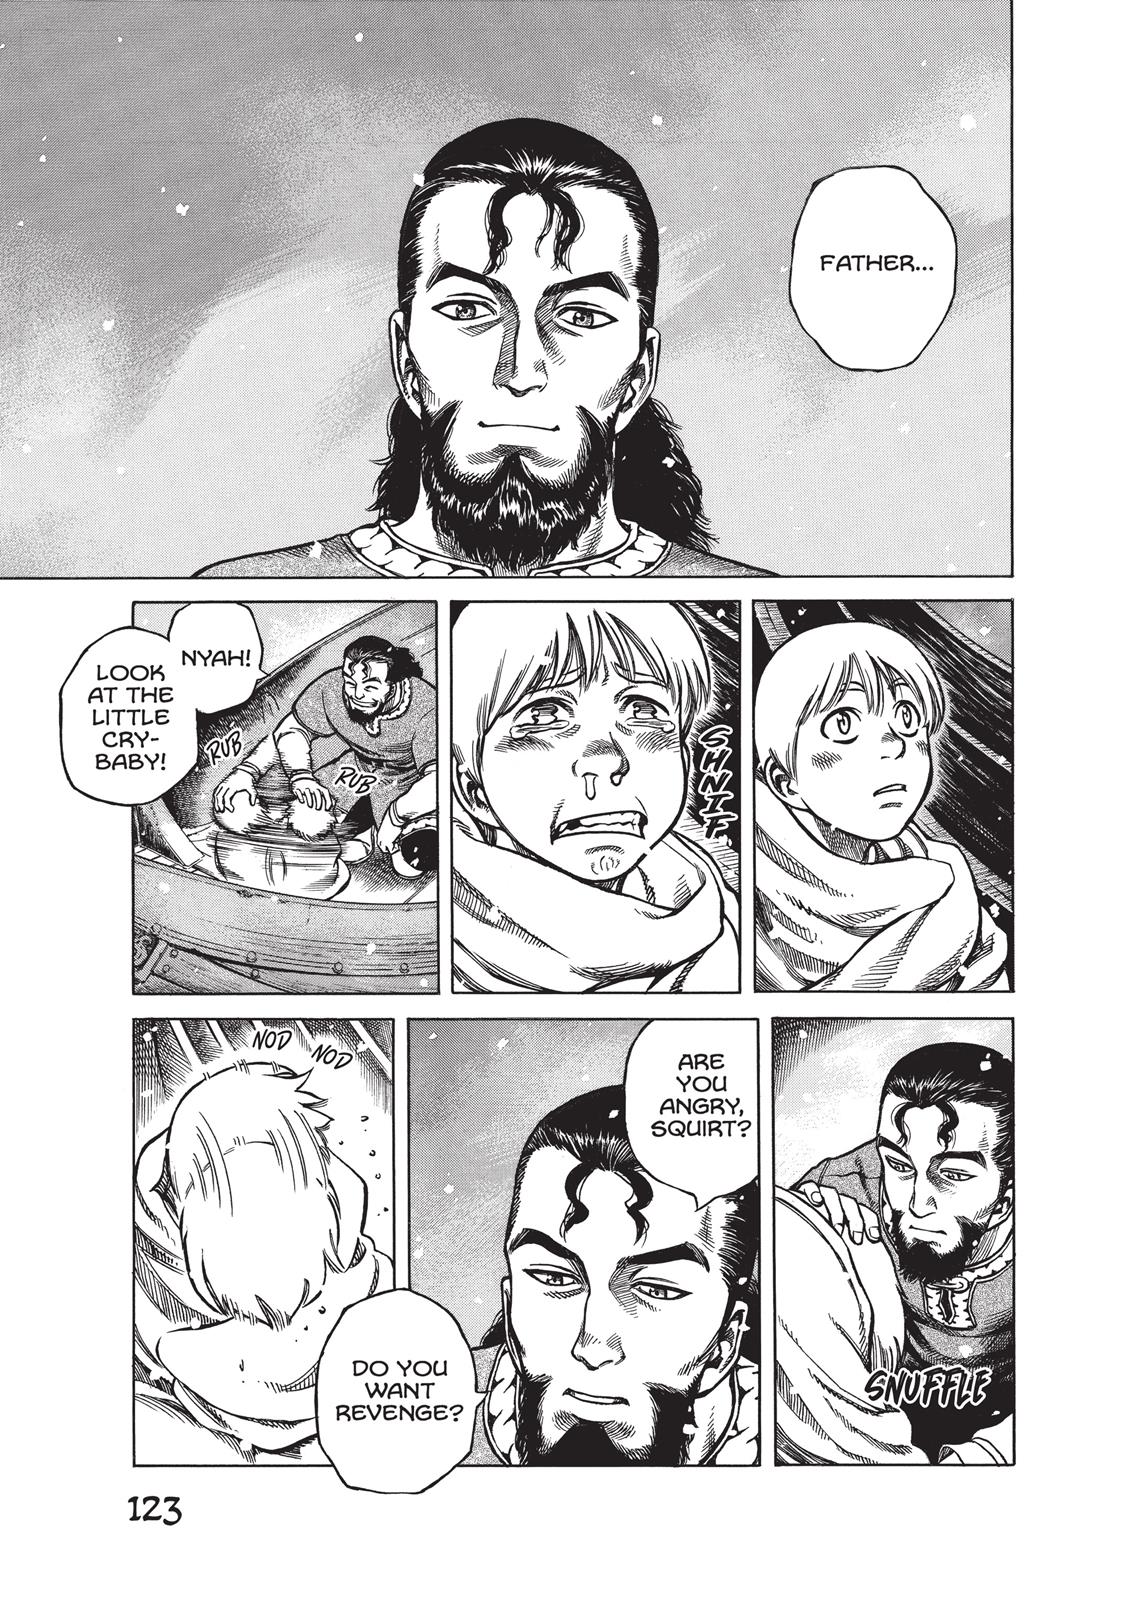 FATHER...
SHNIF
NYAH!
LOOK
AT THE
LITTLE
CRY-
BABY!
RUB
RUB
SNUFFLE
ARE
YOU
ANGRY,
SQUIRT?
DO YOU
WANT
REVENGE?
NOD
NOD
123